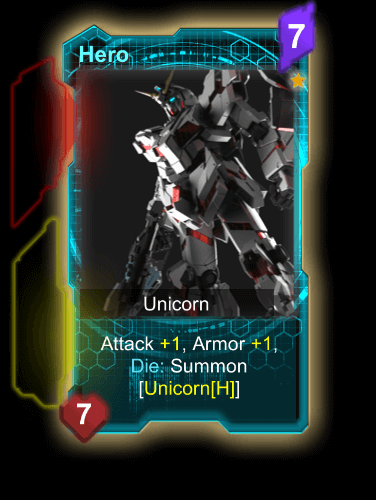 Hero
7
Unicorn
Attack +1, Armor +1,
Die: Summon
[Unicorn[H]]
7